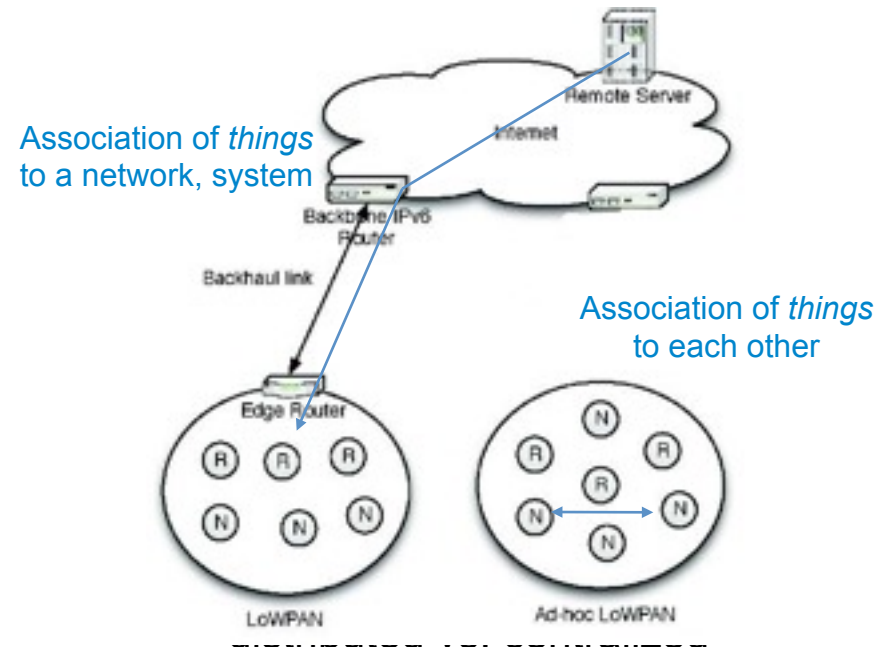 Remote Server
Internet
Association of things
to a network, system
Backbone IPv6
Router
Backhaul link
Association of things
to each other
Edge Router
R
R
R
N
N
N
N
R
R
R
N
N
N
LoWPAN
Ad-hoc LoWPAN